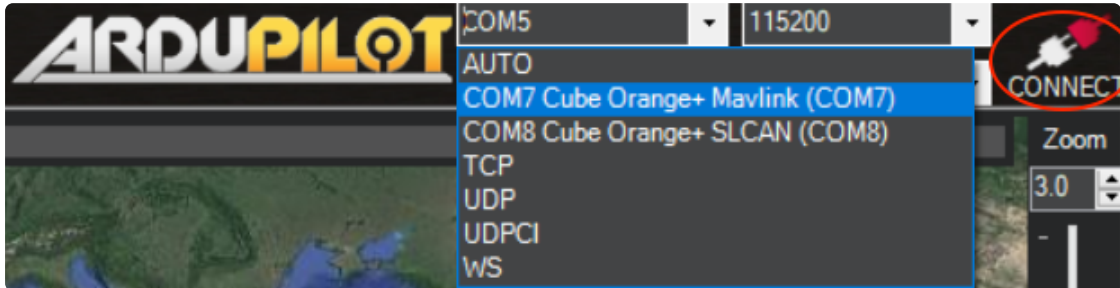 ARDUPILOT
COM5
115200
CONNECT
AUTO
COM7 Cube Orange+ Mavlink (COM7)
COM8 Cube Orange+ SLCAN (COM8)
TCP
UDP
UDPCI
WS
Zoom
3.0